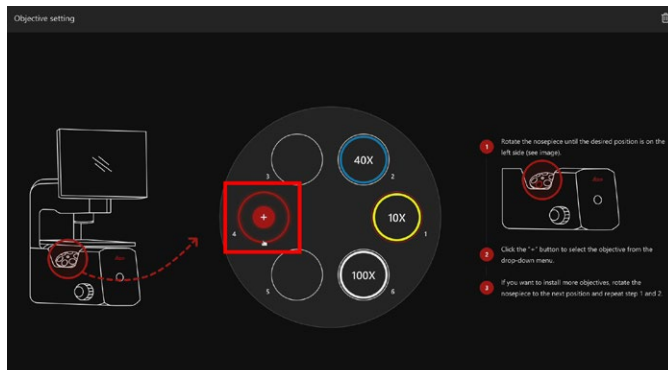 Objective setting
40X
3
2
+
10X
4
1
100X
5
6
1
Rotate the nosepiece until the desired position is on the
left side (see image).
2
Click the "+" button to select the objective from the
drop-down menu.
3
If you want to install more objectives, rotate the
nosepiece to the next position and repeat step 1 and 2